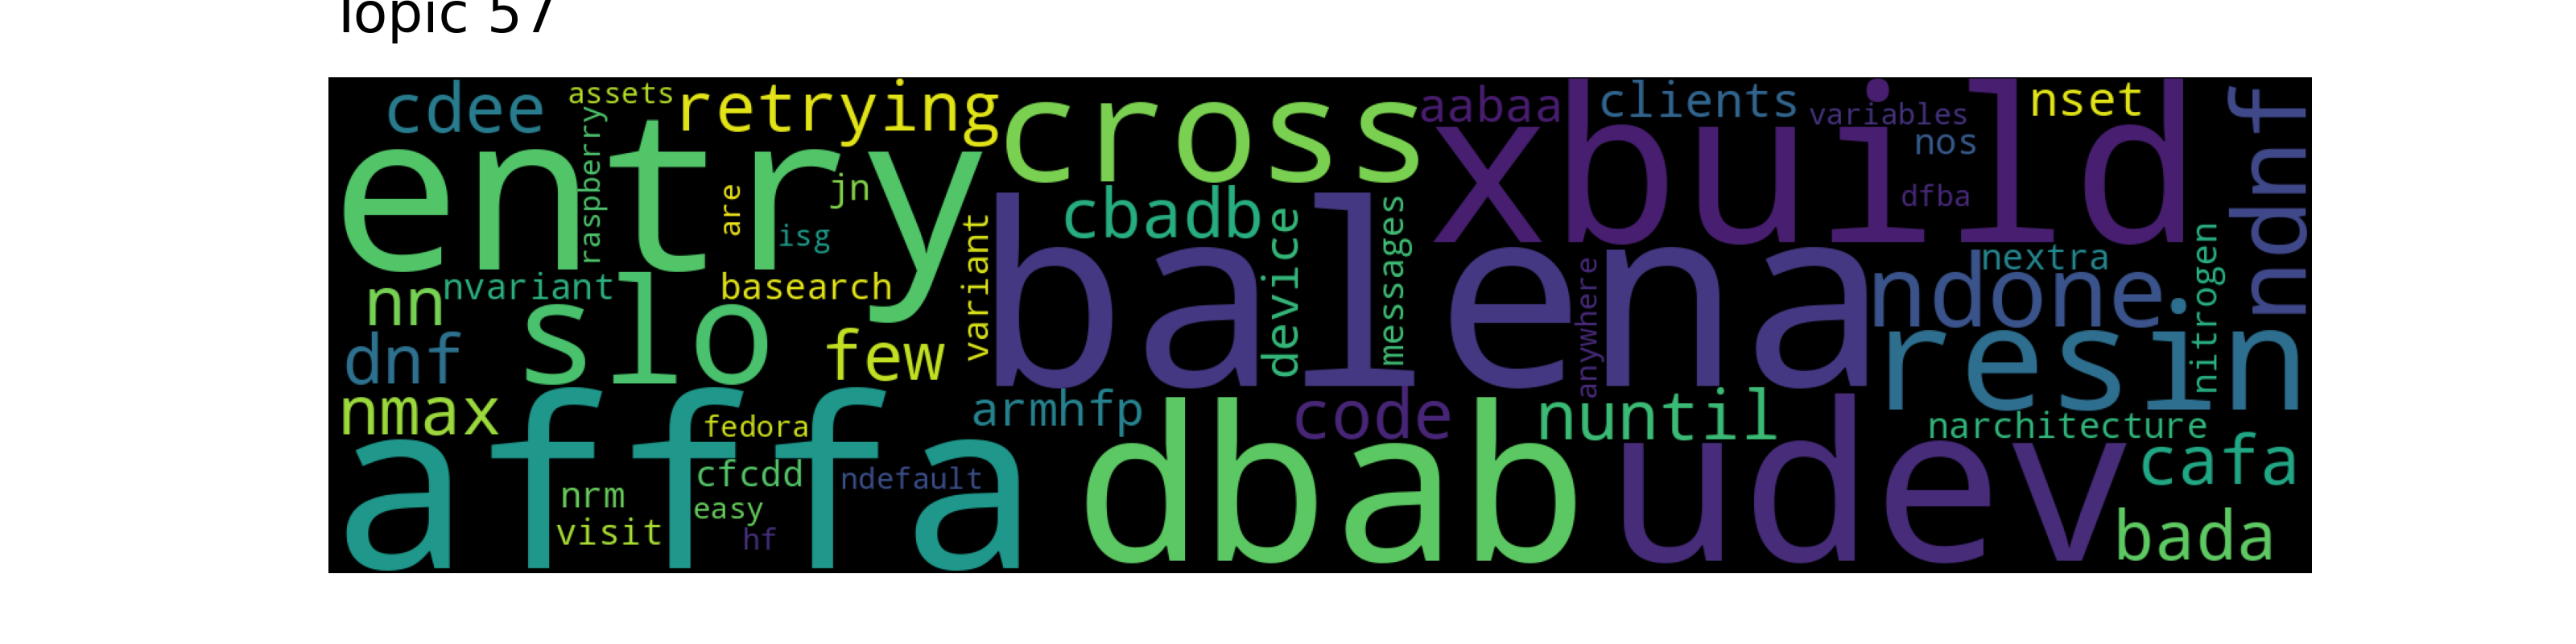 Topic 57
cdee
assets
retrying
cross
aabaa
clients
variables
nset
ndnf
entry
raspberry
are
jn
isg
xbuild
nos
dfba
cbadb
device
messages
variant
balena
anywhere
nextra
nitrogen
nn
nvariant
basearch
slo
ndone
dnf
few
resin
nmax
afffa
fedora
armhfp
code
nuntil
narchitecture
cfcdd
ndefault
dbab
udev
cafa
nrm
easy
visit
hf
bada